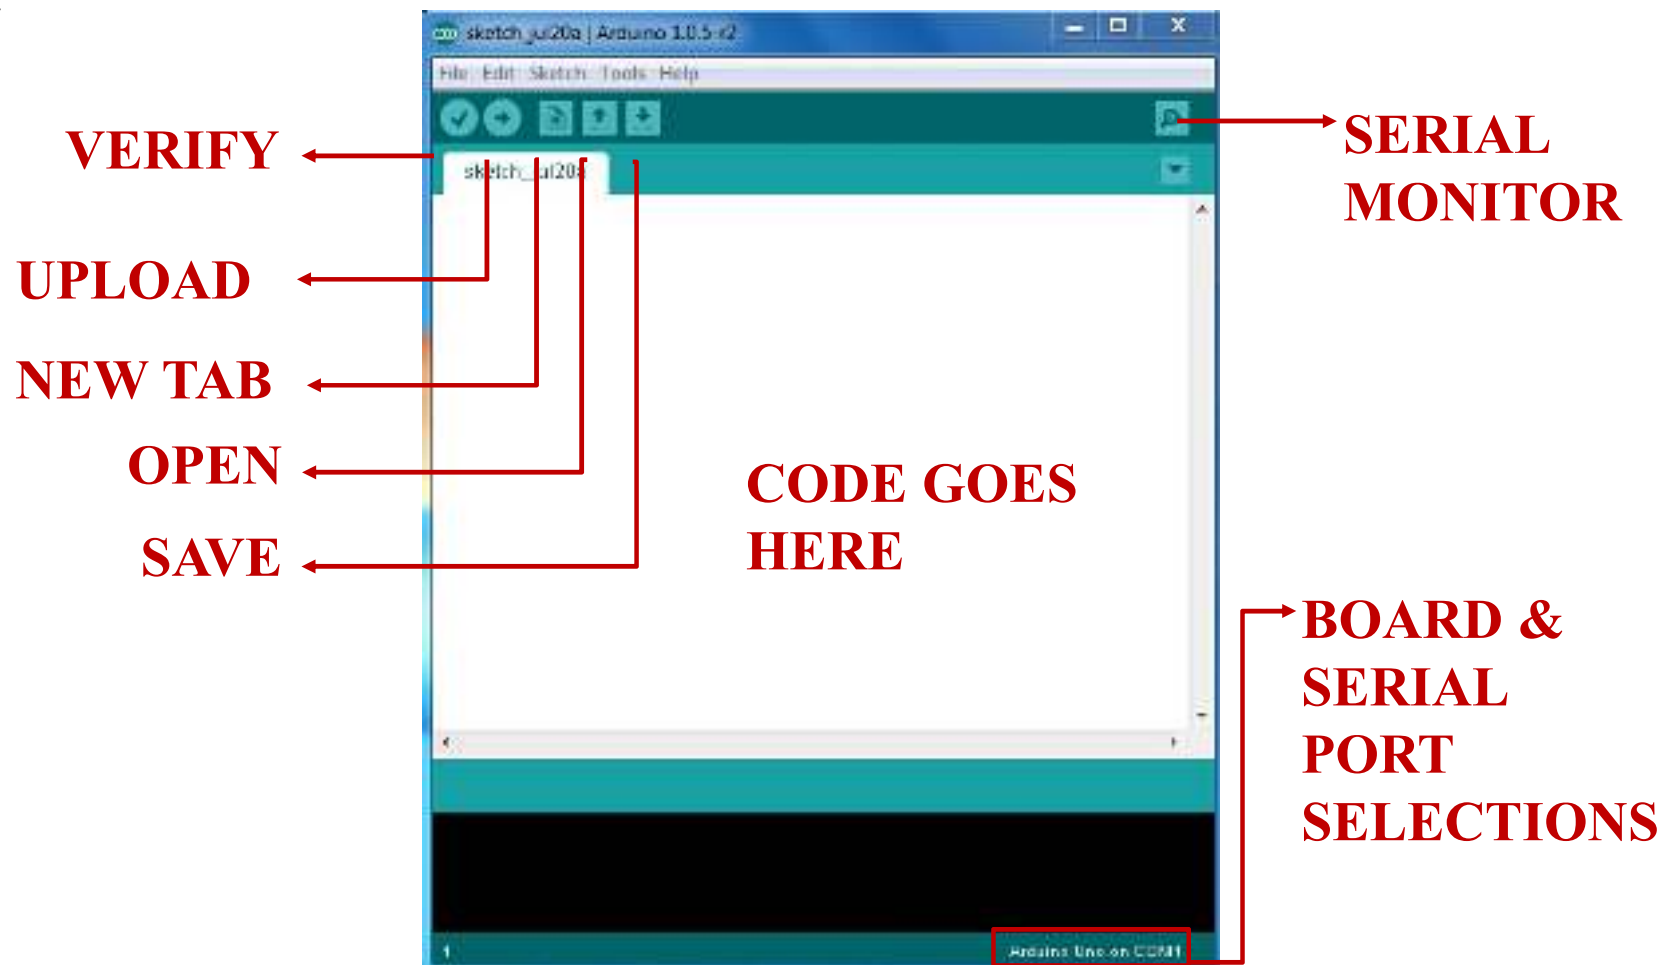 sketch_jul20a | Arduino 1.0.5-r2
File Edit Sketch Tools Help
VERIFY
SERIAL
MONITOR
sketch_jul20a
UPLOAD
NEW TAB
OPEN
CODE GOES
HERE
SAVE
BOARD &
SERIAL
PORT
SELECTIONS
1
Arduino Uno on